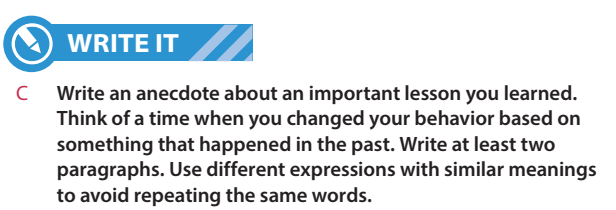 WRITE IT
C Write an anecdote about an important lesson you learned.
Think of a time when you changed your behavior based on
something that happened in the past. Write at least two
paragraphs. Use different expressions with similar meanings
to avoid repeating the same words.